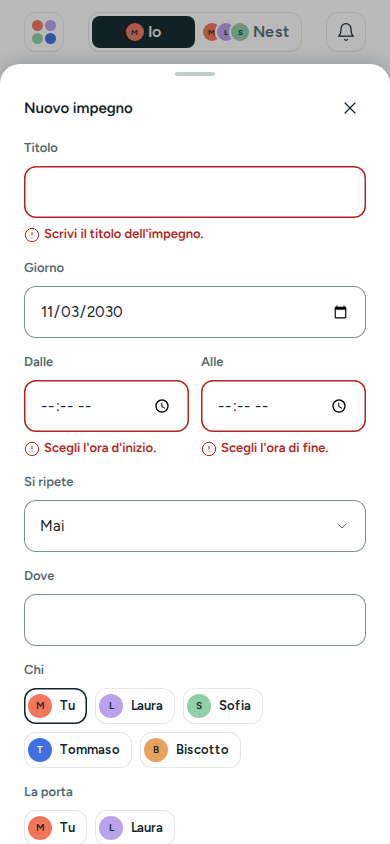 M Io M L S Nest
Nuovo impegno
Titolo
Scrivi il titolo dell'impegno.
Giorno
11/03/2030
Dalle Alle
--:-- -- --:-- --
Scegli l'ora d'inizio. Scegli l'ora di fine.
Si ripete
Mai
Dove
Chi
M Tu L Laura S Sofia
T Tommaso B Biscotto
La porta
M Tu L Laura